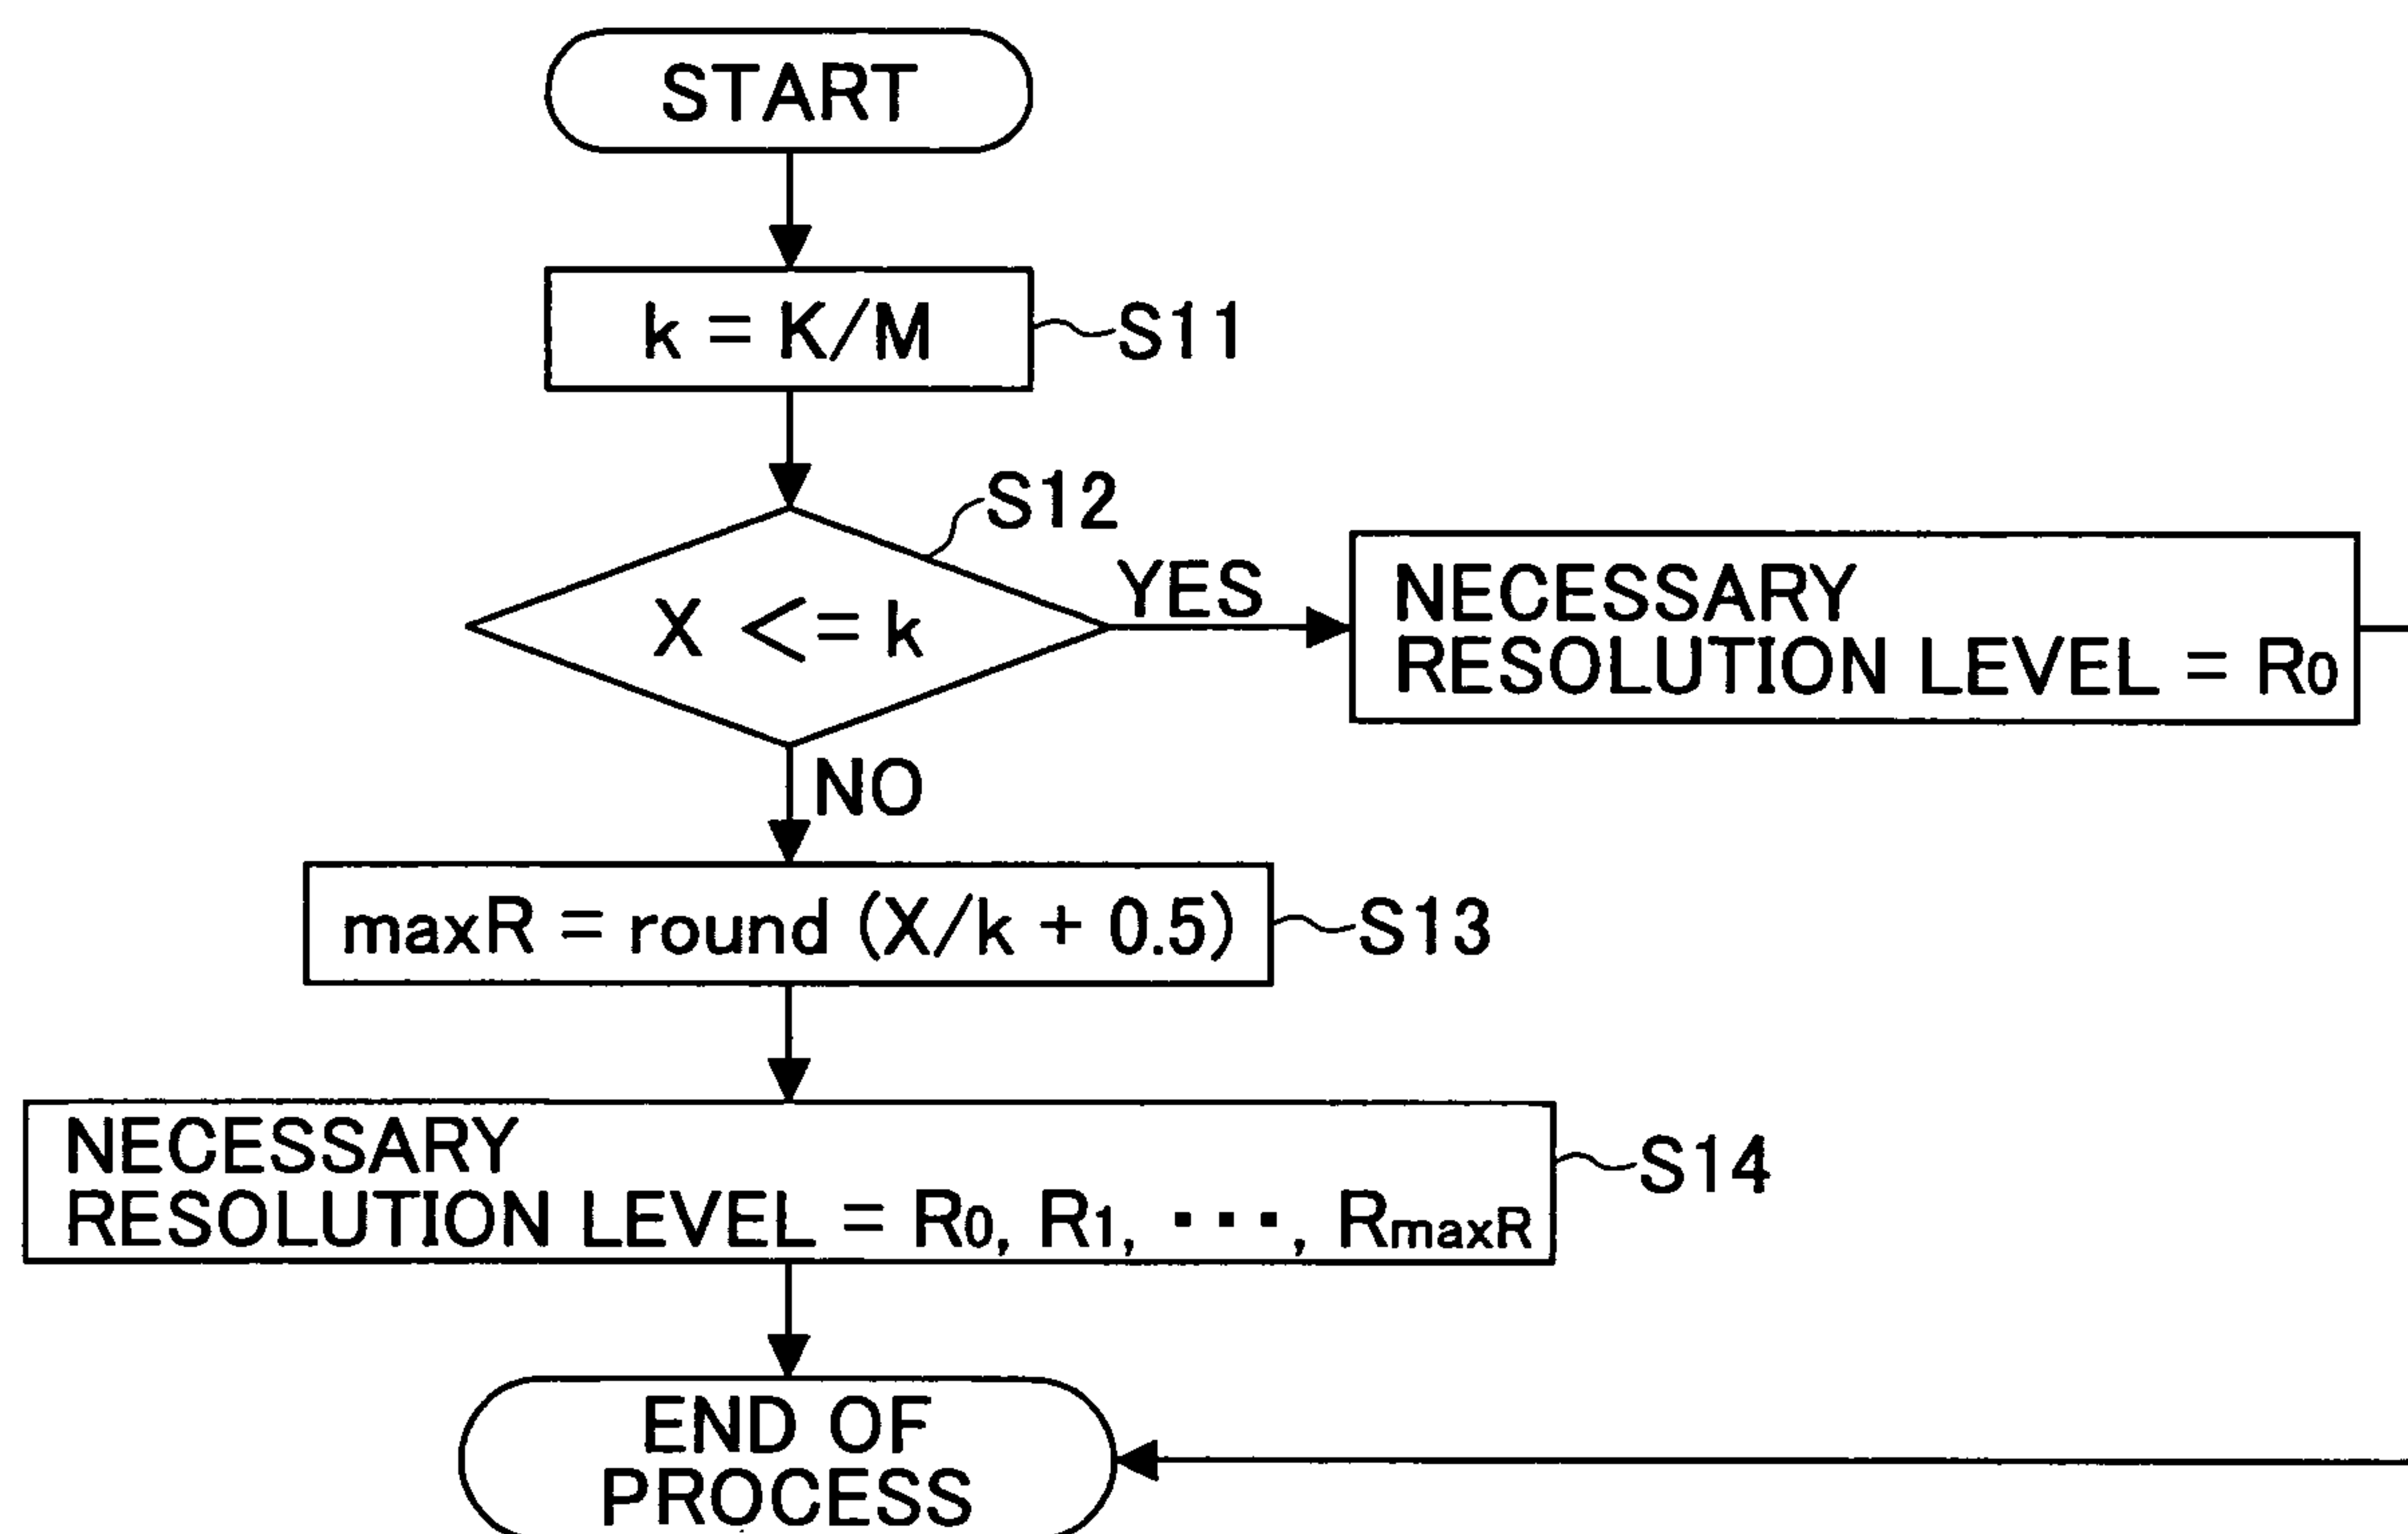 START
k = K/M
S11
S12
X <= k
YES
NECESSARY
RESOLUTION LEVEL = R0
NO
maxR = round (X/k + 0.5)
S13
NECESSARY
RESOLUTION LEVEL = R0, R1, ･･･, RmaxR
S14
END OF
PROCESS